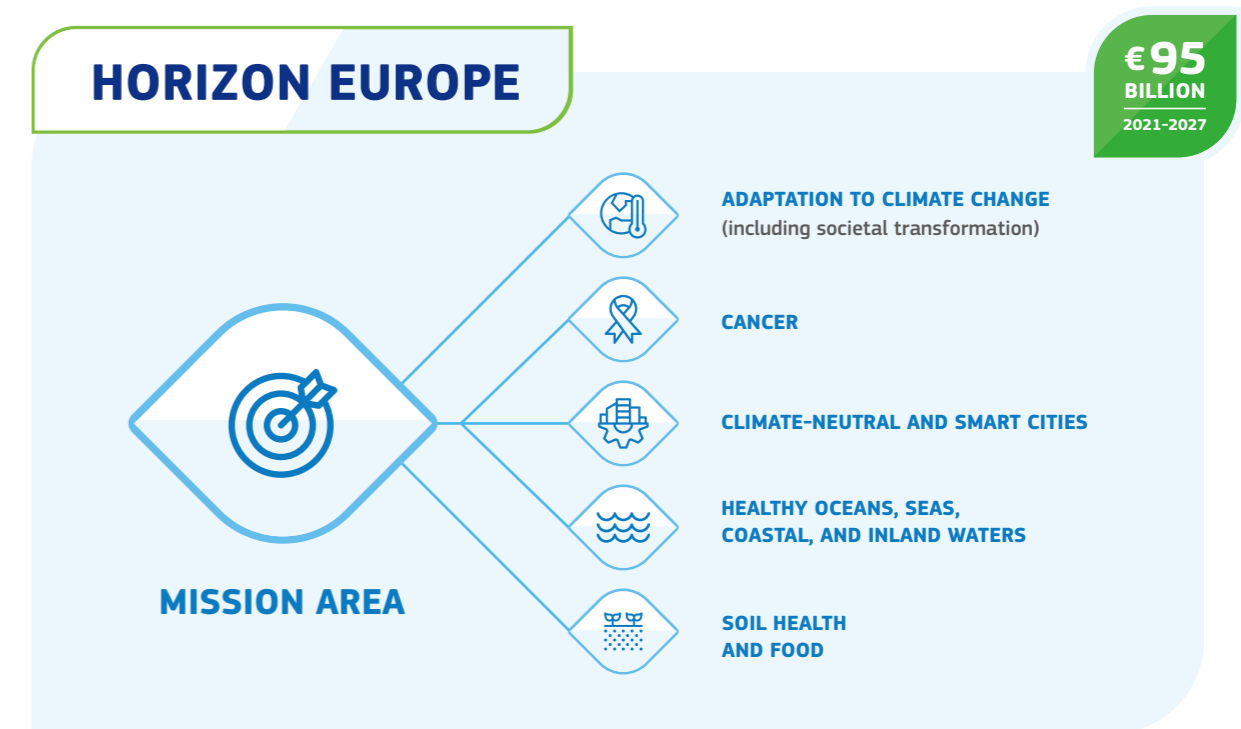 HORIZON EUROPE
€95
BILLION
2021-2027
ADAPTATION TO CLIMATE CHANGE
(including societal transformation)
CANCER
CLIMATE-NEUTRAL AND SMART CITIES
HEALTHY OCEANS, SEAS,
COASTAL, AND INLAND WATERS
MISSION AREA
SOIL HEALTH
AND FOOD